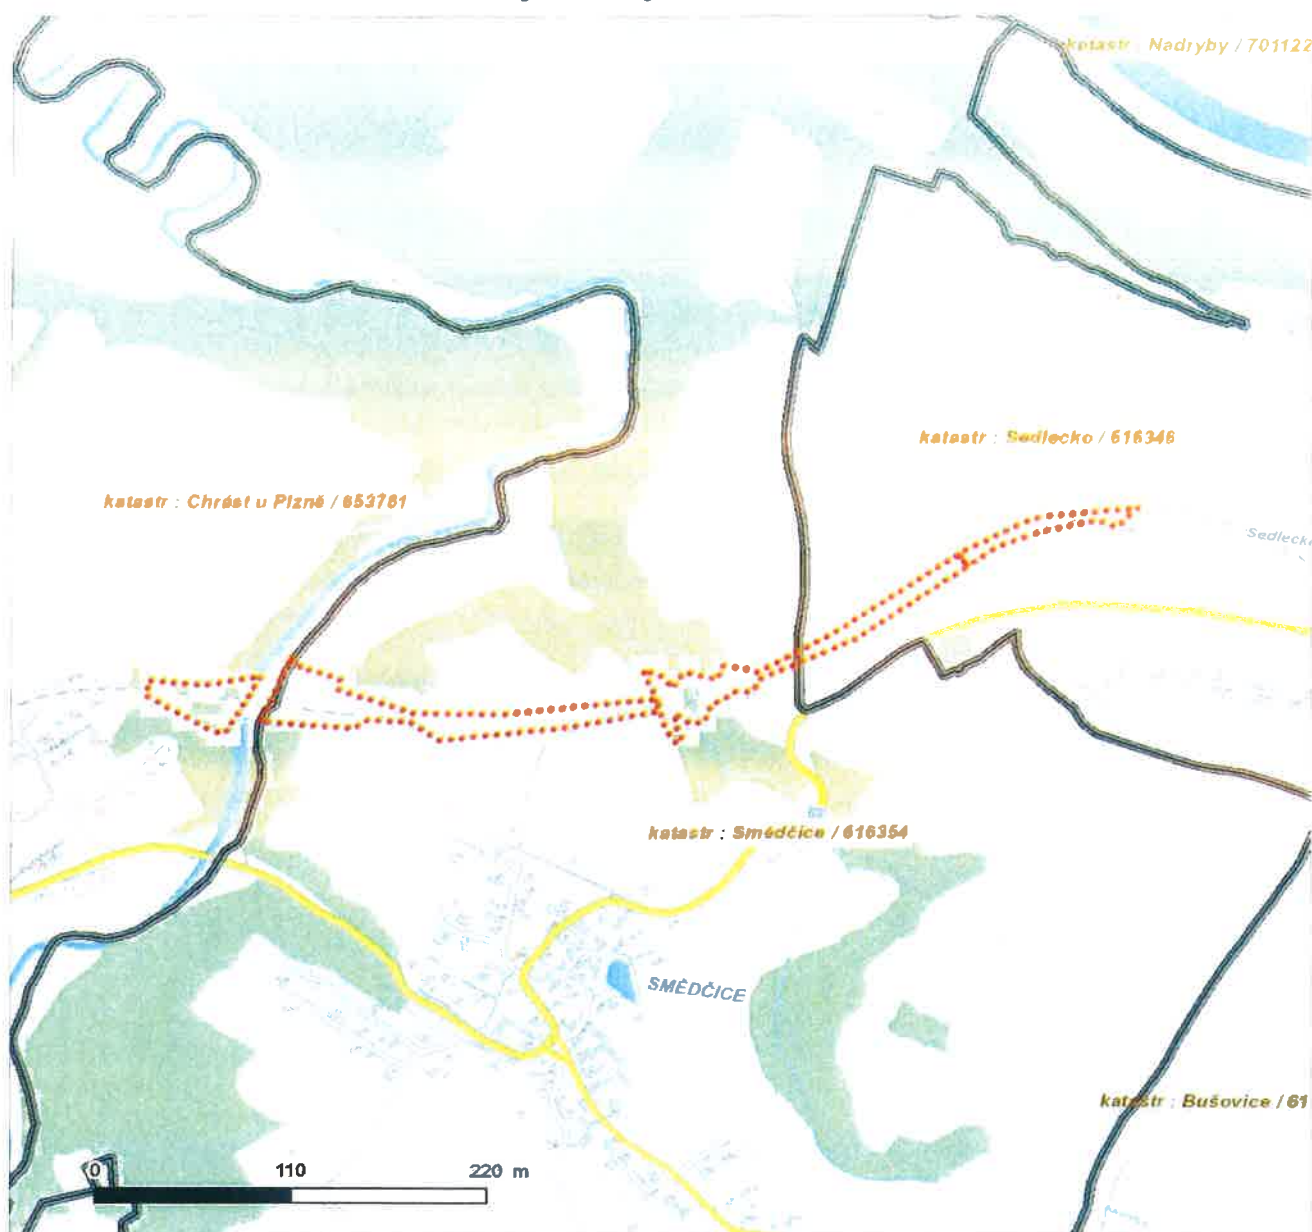 katastr : Nadryby / 701122
katastr : Sedlecko / 616346
katastr : Chrást u Plzně / 653781
Sedlecko
katastr : Smědčice / 616354
SMĚDČICE
katastr : Bušovice / 61
0 110 220 m